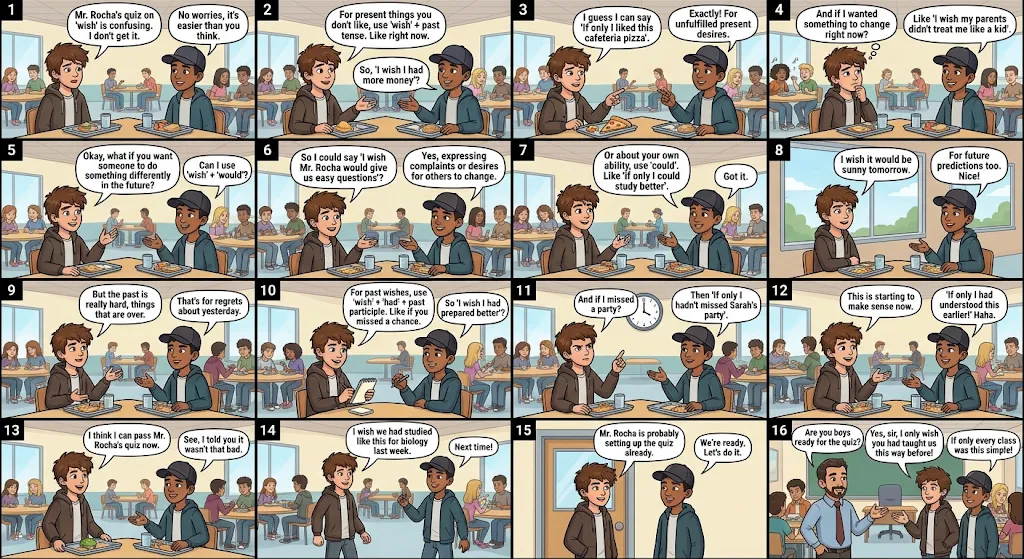 1
Mr. Rocha's quiz on
'wish' is confusing.
I don't get it.
No worries, it's
easier than you
think.
2
For present things you
don't like, use 'wish' + past
tense. Like right now.
So, 'I wish I had
more money'?
3
I guess I can say
'If only I liked this
cafeteria pizza'.
Exactly! For
unfulfilled present
desires.
4
And if I wanted
something to change
right now?
Like 'I wish my parents
didn't treat me like a kid'.
5
Okay, what if you want
someone to do
something differently
in the future?
Can I use
'wish' + 'would'?
6
So I could say 'I wish
Mr. Rocha would give
us easy questions'?
Yes, expressing
complaints or desires
for others to change.
7
Or about your own
ability, use 'could'.
Like 'if only I could
study better'.
Got it.
8
I wish it would be
sunny tomorrow.
For future
predictions too.
Nice!
9
But the past is
really hard, things
that are over.
That's for regrets
about yesterday.
10
For past wishes, use
'wish' + 'had' + past
participle. Like if you
missed a chance.
So 'I wish I had
prepared better'?
11
And if I missed
a party?
Then 'If only I
hadn't missed Sarah's
party'.
12
This is starting to
make sense now.
'If only I had
understood this
earlier!' Haha.
13
I think I can pass Mr.
Rocha's quiz now.
See, I told you it
wasn't that bad.
14
I wish we had studied
like this for biology
last week.
Next time!
15
Mr. Rocha is probably
setting up the quiz
already.
We're ready.
Let's do it.
16
Are you boys
ready for the quiz?
Yes, sir, I only wish
you had taught us
this way before!
If only every class
was this simple!